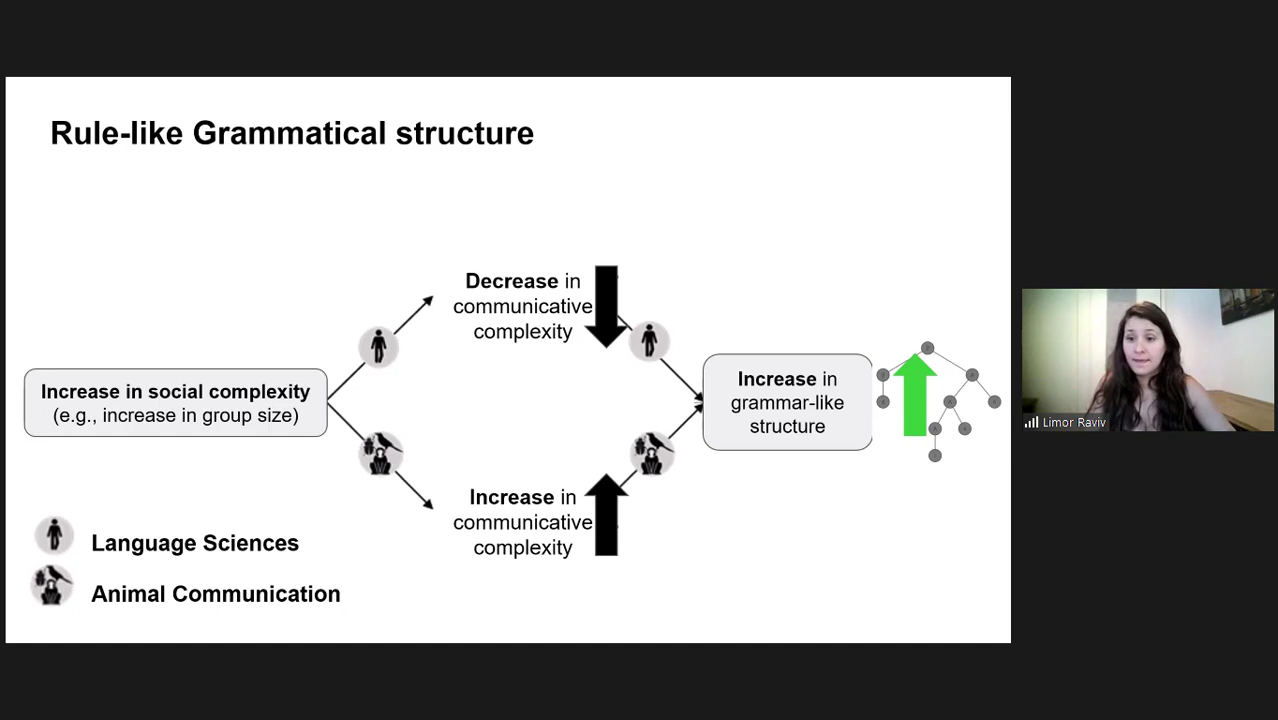 Rule-like Grammatical structure
Decrease in
communicative
complexity
Increase in social complexity
(e.g., increase in group size)
Increase in
grammar-like
structure
Increase in
communicative
complexity
Language Sciences
Animal Communication
Limor Raviv